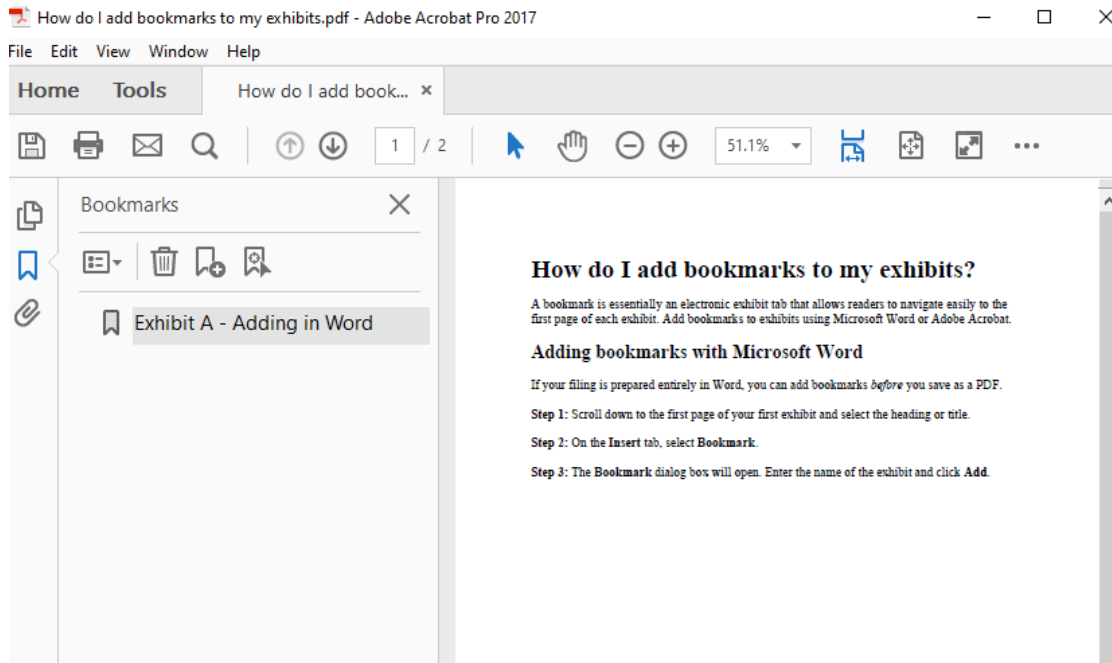 How do I add bookmarks to my exhibits.pdf - Adobe Acrobat Pro 2017
File Edit View Window Help
Home Tools How do I add book... ×
1 / 2 51.1%
Bookmarks
Exhibit A - Adding in Word
How do I add bookmarks to my exhibits?
A bookmark is essentially an electronic exhibit tab that allows readers to navigate easily to the
first page of each exhibit. Add bookmarks to exhibits using Microsoft Word or Adobe Acrobat.
Adding bookmarks with Microsoft Word
If your filing is prepared entirely in Word, you can add bookmarks before you save as a PDF.
Step 1: Scroll down to the first page of your first exhibit and select the heading or title.
Step 2: On the Insert tab, select Bookmark.
Step 3: The Bookmark dialog box will open. Enter the name of the exhibit and click Add.